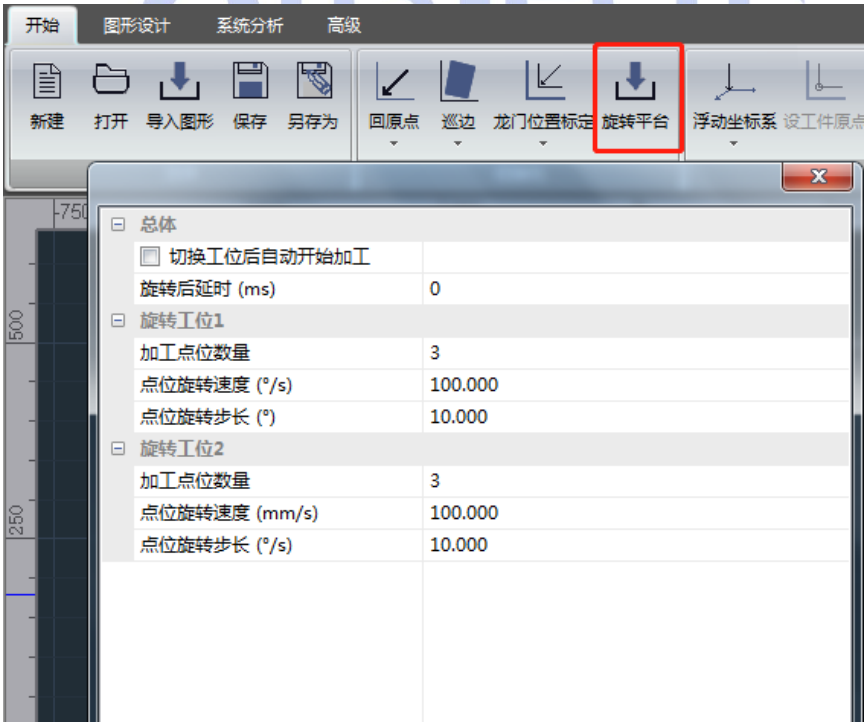 开始 图形设计 系统分析 高级
新建 打开 导入图形 保存 另存为 回原点 巡边 龙门位置标定 旋转平台 浮动坐标系 设工件原点
-750
500
250
总体
切换工位后自动开始加工
旋转后延时 (ms) 0
旋转工位1
加工点位数量 3
点位旋转速度 (°/s) 100.000
点位旋转步长 (°) 10.000
旋转工位2
加工点位数量 3
点位旋转速度 (mm/s) 100.000
点位旋转步长 (°/s) 10.000